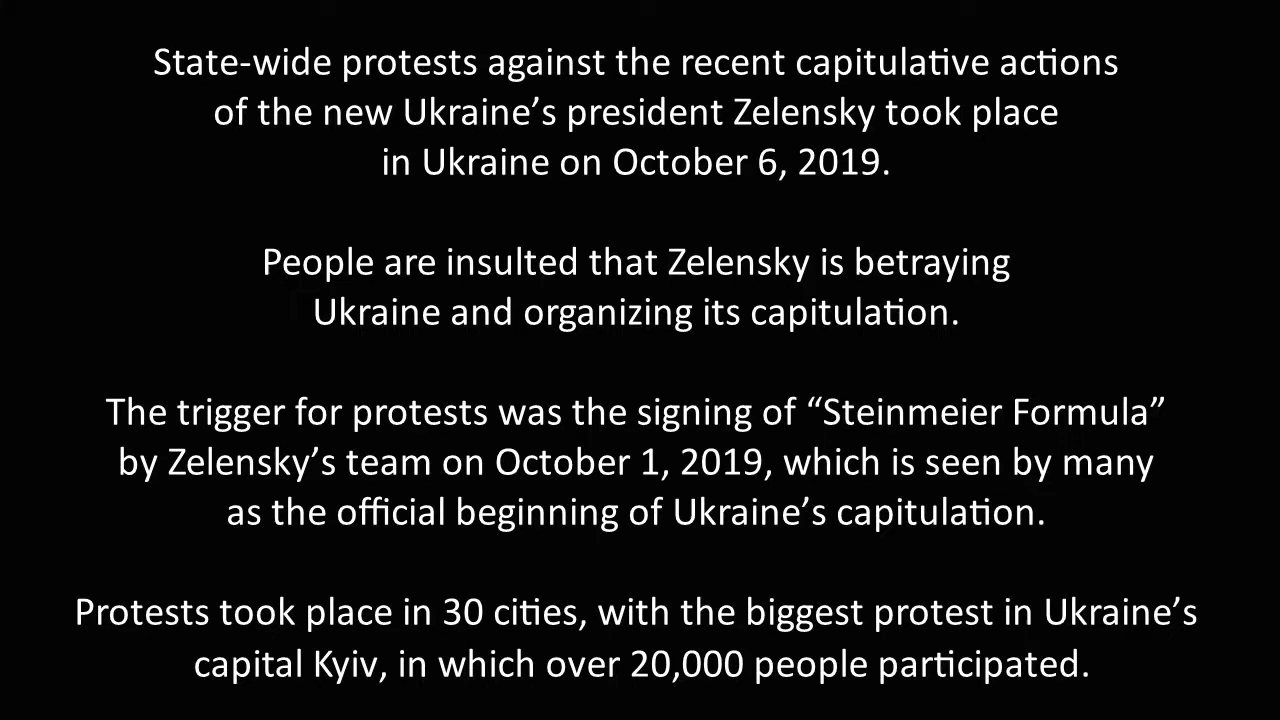 State-wide protests against the recent capitulative actions
of the new Ukraine’s president Zelensky took place
in Ukraine on October 6, 2019.
People are insulted that Zelensky is betraying
Ukraine and organizing its capitulation.
The trigger for protests was the signing of “Steinmeier Formula”
by Zelensky’s team on October 1, 2019, which is seen by many
as the official beginning of Ukraine’s capitulation.
Protests took place in 30 cities, with the biggest protest in Ukraine’s
capital Kyiv, in which over 20,000 people participated.